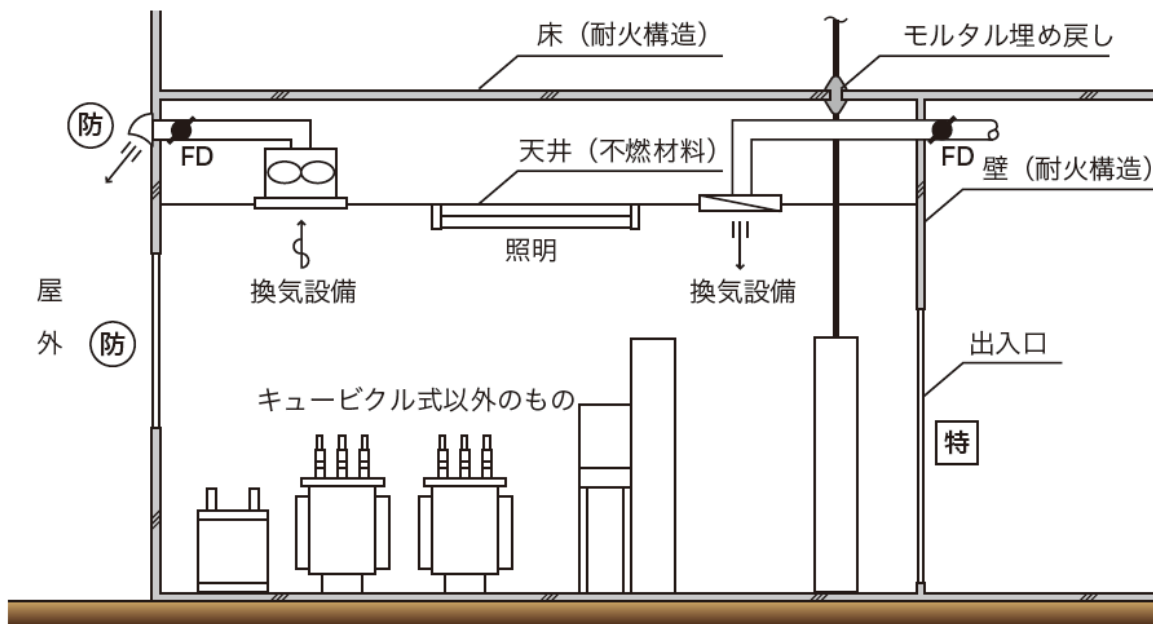 床（耐火構造）
モルタル埋め戻し
防
FD
天井（不燃材料）
FD
壁（耐火構造）
照明
換気設備
換気設備
屋外
防
出入口
キュービクル式以外のもの
特